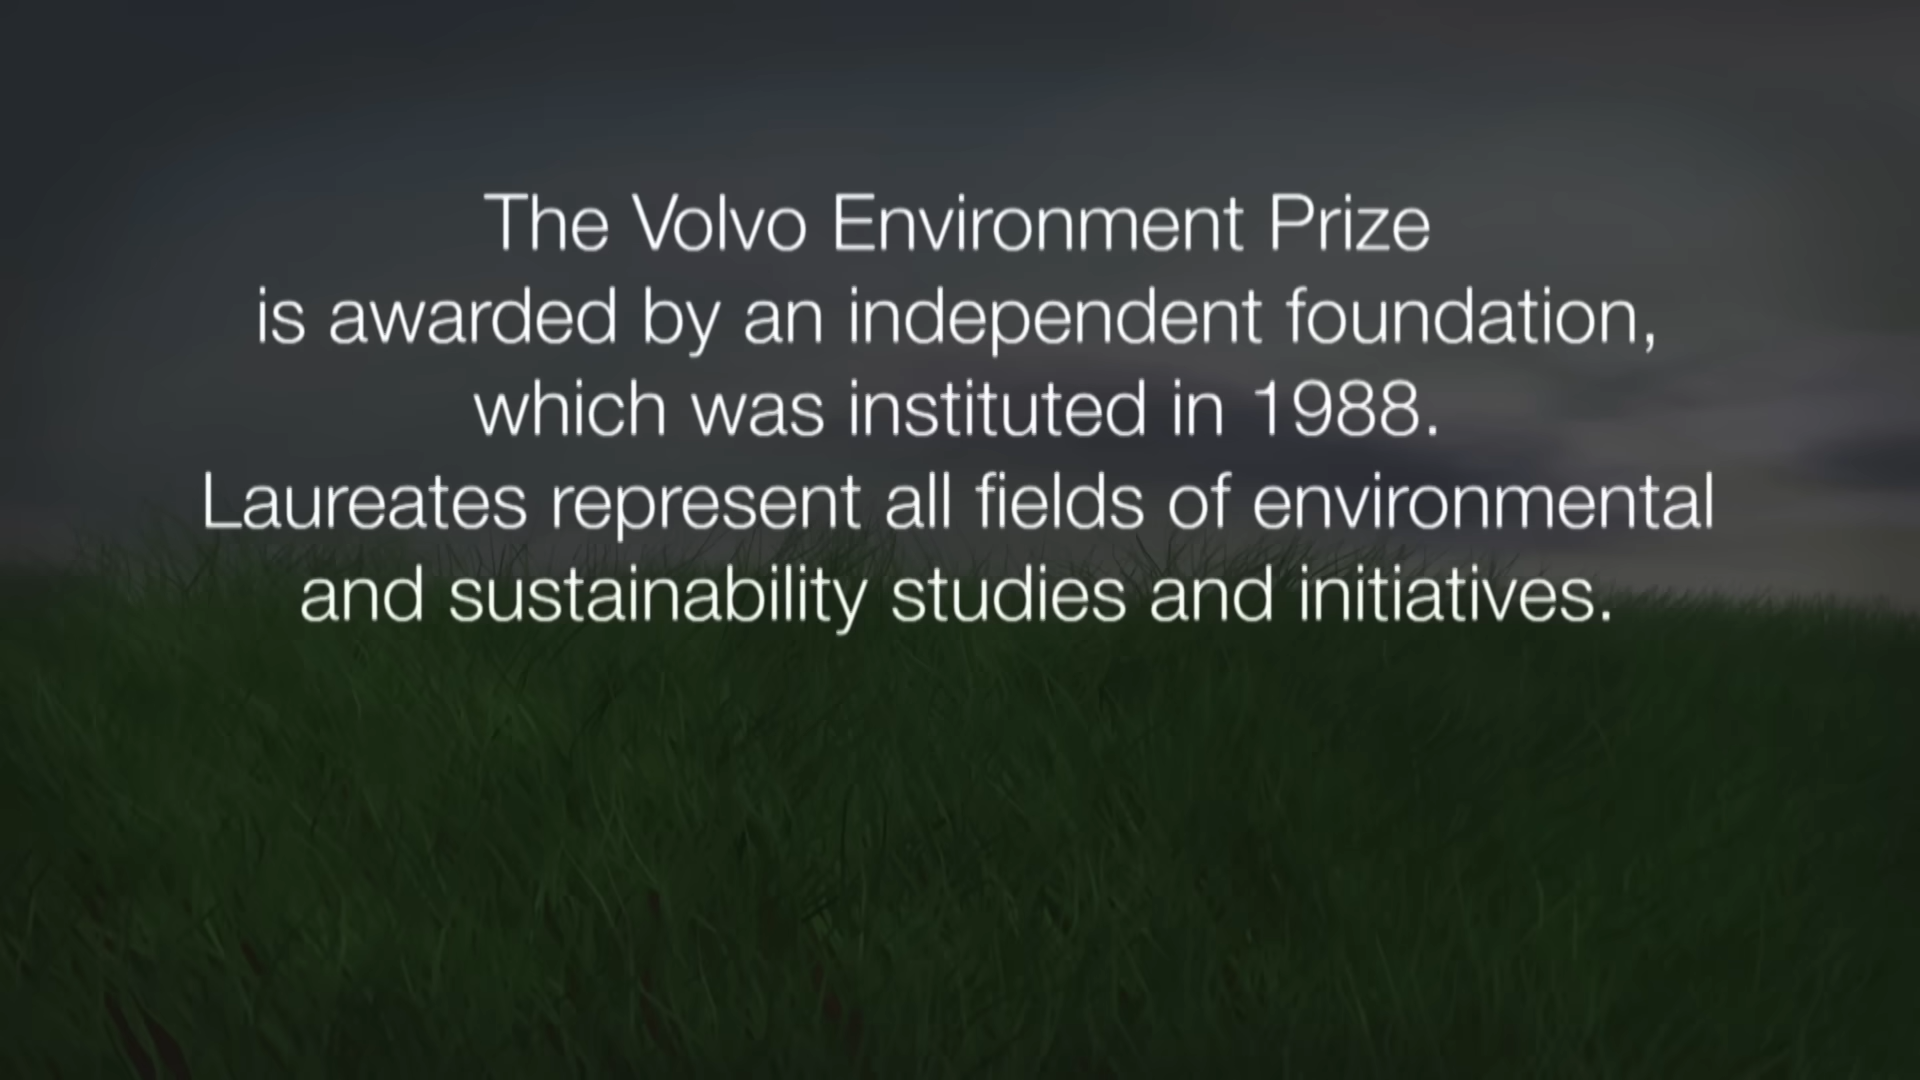 The Volvo Environment Prize
is awarded by an independent foundation,
which was instituted in 1988.
Laureates represent all fields of environmental
and sustainability studies and initiatives.